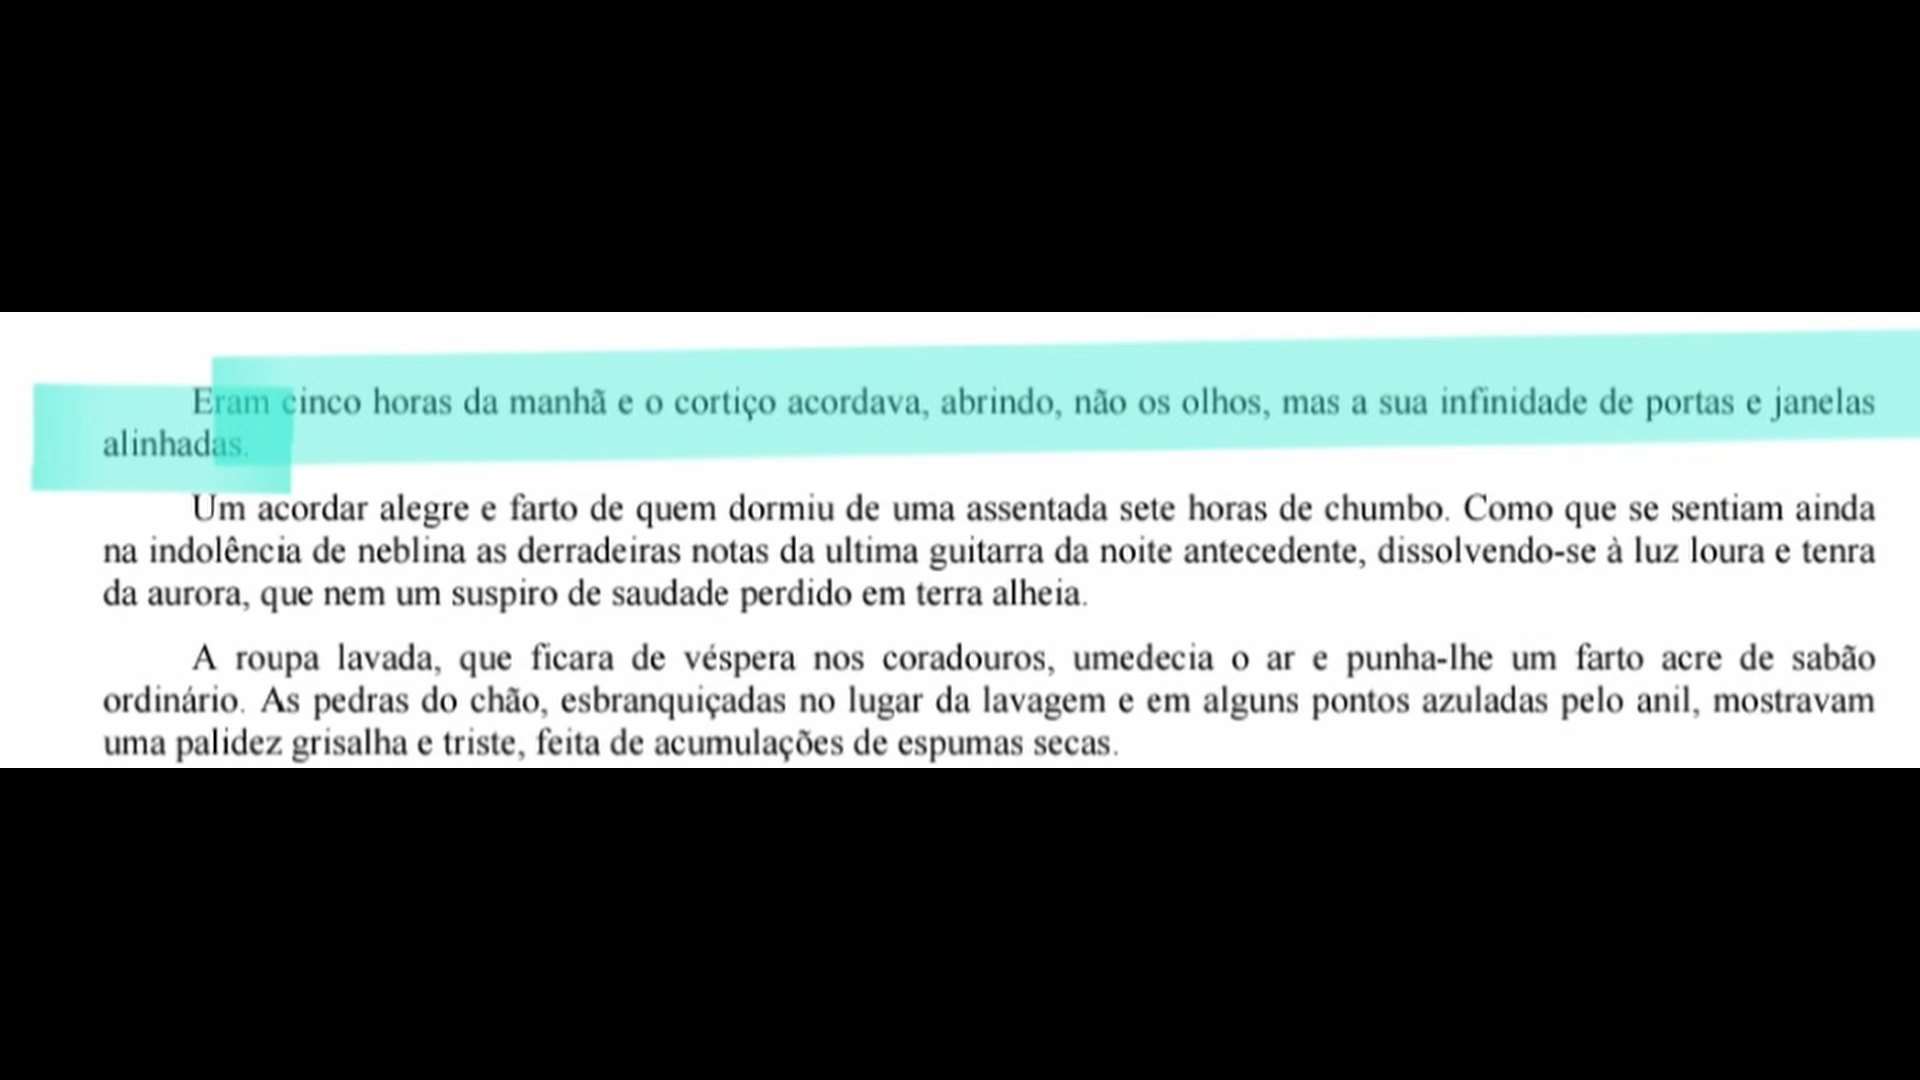 Eram cinco horas da manhã e o cortiço acordava, abrindo, não os olhos, mas a sua infinidade de portas e janelas
alinhadas.
Um acordar alegre e farto de quem dormiu de uma assentada sete horas de chumbo. Como que se sentiam ainda
na indolência de neblina as derradeiras notas da ultima guitarra da noite antecedente, dissolvendo-se à luz loura e tenra
da aurora, que nem um suspiro de saudade perdido em terra alheia.
A roupa lavada, que ficara de véspera nos coradouros, umedecia o ar e punha-lhe um farto acre de sabão
ordinário. As pedras do chão, esbranquiçadas no lugar da lavagem e em alguns pontos azuladas pelo anil, mostravam
uma palidez grisalha e triste, feita de acumulações de espumas secas.